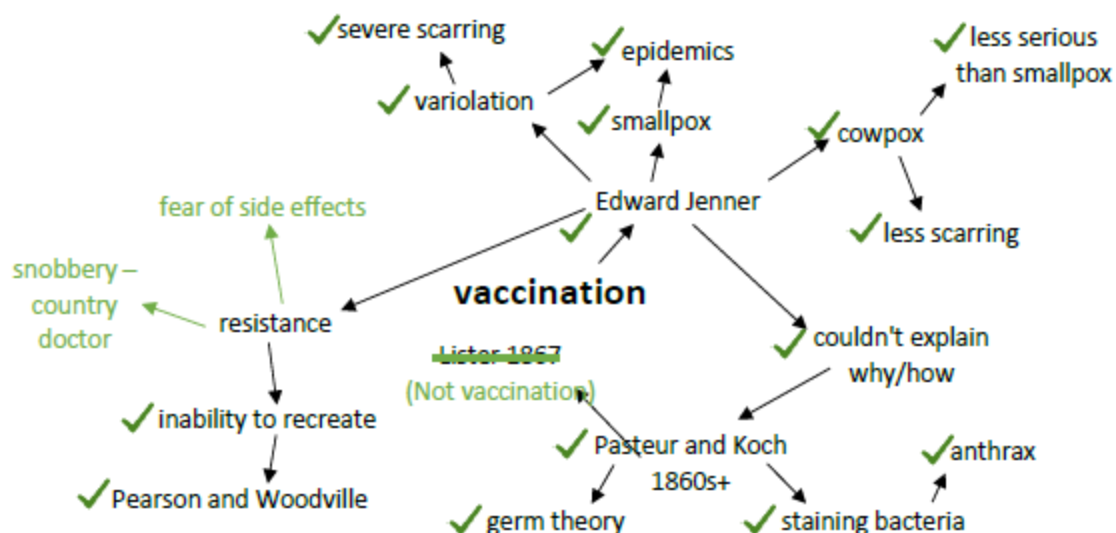 severe scarring
epidemics
less serious
than smallpox
variolation
smallpox
cowpox
Edward Jenner
fear of side effects
less scarring
snobbery –
country
doctor
vaccination
resistance
couldn't explain
why/how
Lister 1867
(Not vaccination)
inability to recreate
Pasteur and Koch
1860s+
anthrax
Pearson and Woodville
germ theory
staining bacteria